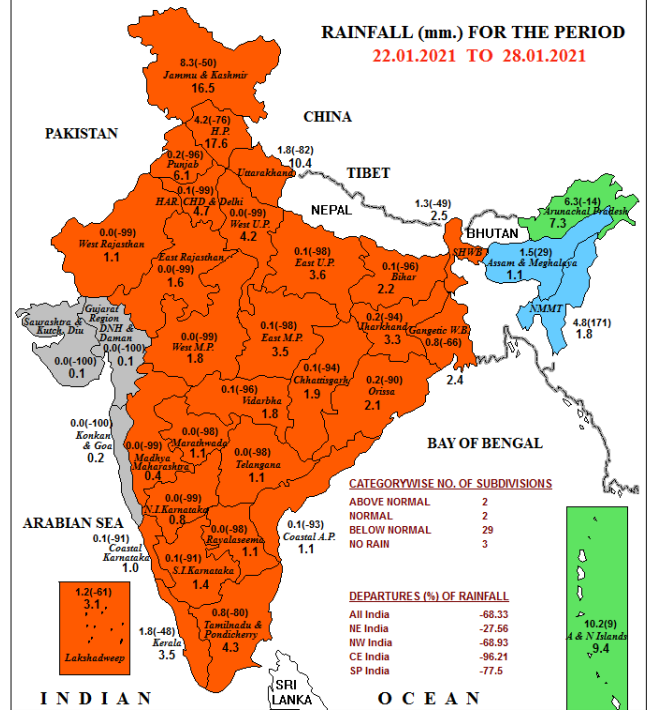 RAINFALL (mm.) FOR THE PERIOD
22.01.2021 TO 28.01.2021
8.3(-50)
Jammu & Kashmir
16.5
CHINA
PAKISTAN
4.2(-76)
H.P.
17.6
1.8(-82)
10.4
TIBET
0.2(-96)
Punjab
6.1
Uttarakhand
0.1(-99)
HAR. CHD & Delhi
4.7
NEPAL
0.0(-99)
West U.P.
4.2
1.3(-49)
2.5
6.3(-14)
Arunachal Pradesh
7.3
BHUTAN
0.0(-99)
West Rajasthan
1.1
East Rajasthan
0.0(-99)
1.6
0.1(-98)
East U.P.
3.6
0.1(-96)
Bihar
2.2
SHWB
1.5(29)
Assam & Meghalaya
1.1
NMMT
4.8(171)
1.8
Saurashtra &
Kutch, Diu
0.0(-100)
0.1
Gujarat
Region
DNH &
Daman
0.0(-100)
0.1
0.0(-99)
West M.P.
1.8
0.1(-98)
East M.P.
3.5
0.2(-94)
Jharkhand
3.3
Gangetic W.B.
0.8(-66)
2.4
0.1(-94)
Chhattisgarh
1.9
0.2(-90)
Orissa
2.1
0.1(-96)
Vidarbha
1.8
0.0(-100)
Konkan
& Goa
0.2
0.0(-99)
Madhya
Maharashtra
0.4
0.0(-98)
Marathwada
1.1
0.0(-98)
Telangana
1.1
BAY OF BENGAL
CATEGORYWISE NO. OF SUBDIVISIONS
ABOVE NORMAL 2
NORMAL 2
BELOW NORMAL 29
NO RAIN 3
ARABIAN SEA
0.0(-99)
N.I.Karnataka
0.8
0.1(-91)
Coastal
Karnataka
1.0
0.0(-98)
Rayalaseema
1.1
0.1(-93)
Coastal A.P.
1.1
0.1(-91)
S.I.Karnataka
1.4
1.2(-61)
3.1
Lakshadweep
0.8(-80)
Tamilnadu &
Pondicherry
4.3
1.8(-48)
Kerala
3.5
DEPARTURES (%) OF RAINFALL
All India -68.33
NE India -27.56
NW India -68.93
CE India -96.21
SP India -77.5
10.2(9)
A & N Islands
9.4
SRI
LANKA
INDIAN OCEAN